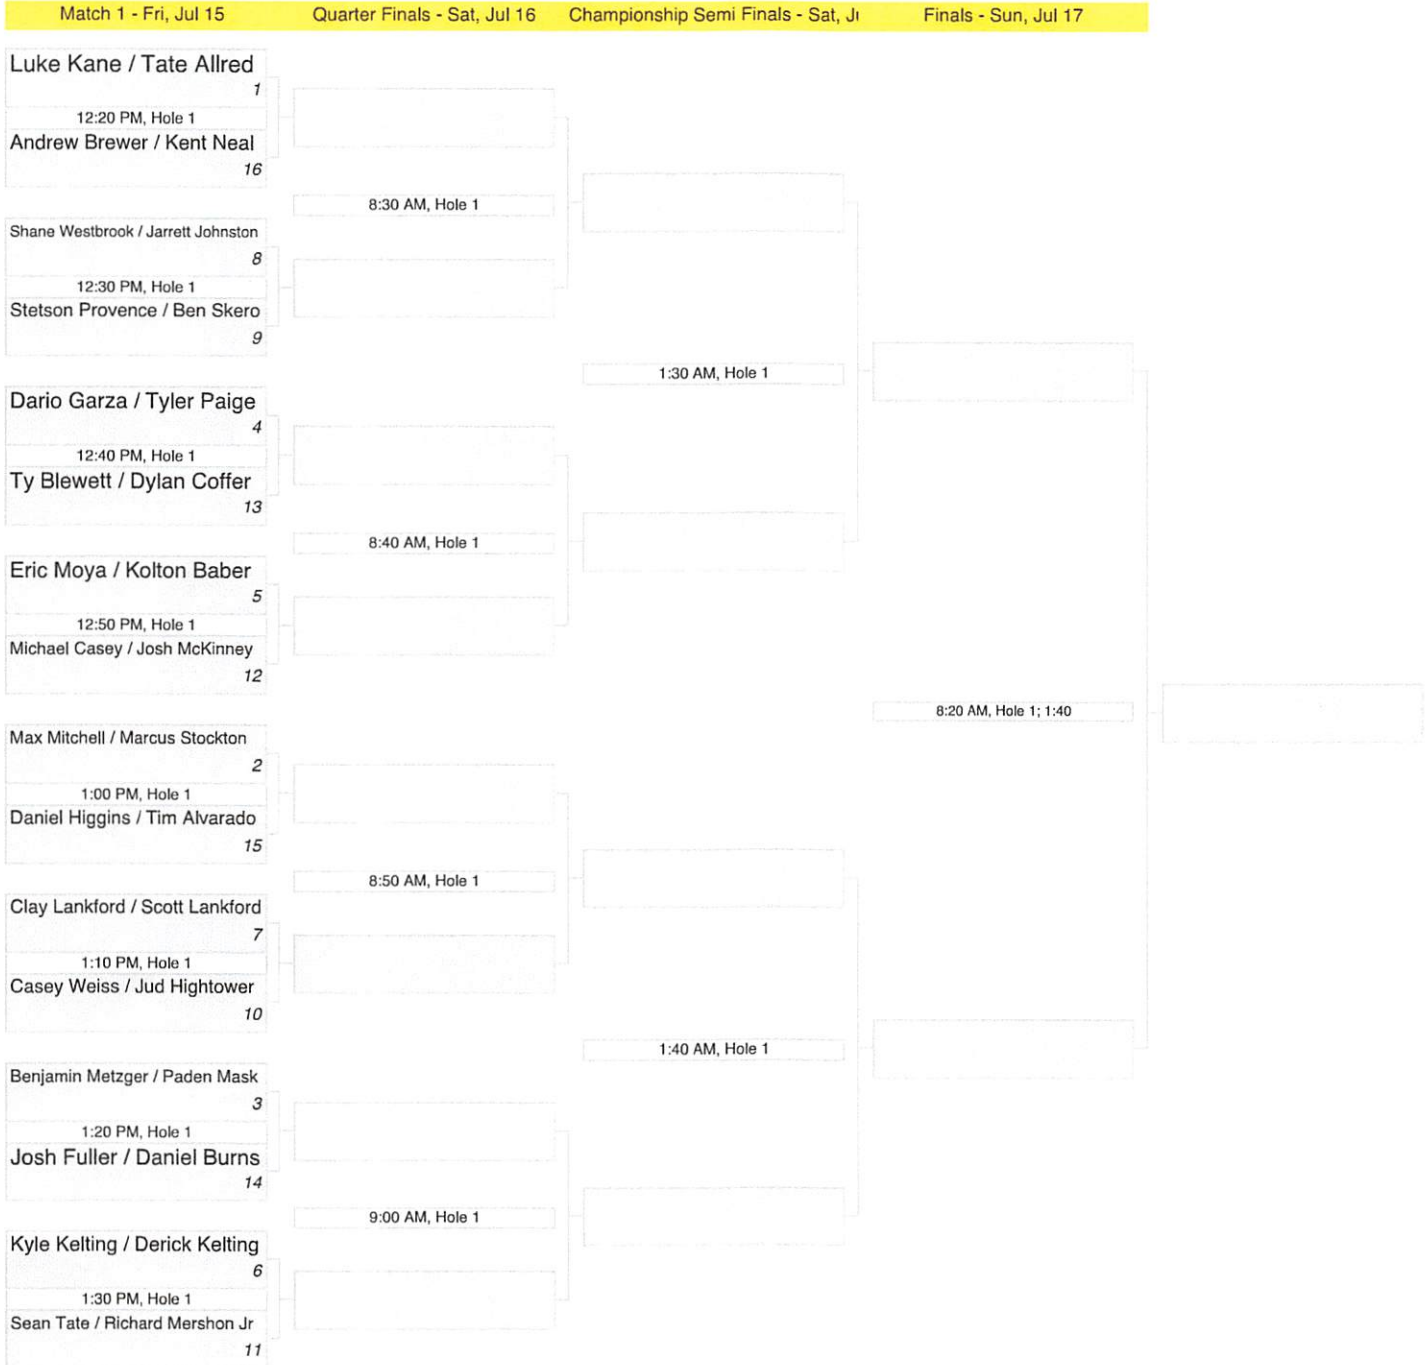 Match 1 - Fri, Jul 15
Quarter Finals - Sat, Jul 16
Championship Semi Finals - Sat, Ju
Finals - Sun, Jul 17
Luke Kane / Tate Allred
1
12:20 PM, Hole 1
Andrew Brewer / Kent Neal
16
8:30 AM, Hole 1
Shane Westbrook / Jarrett Johnston
8
12:30 PM, Hole 1
Stetson Provence / Ben Skero
9
1:30 AM, Hole 1
Dario Garza / Tyler Paige
4
12:40 PM, Hole 1
Ty Blewett / Dylan Coffer
13
8:40 AM, Hole 1
Eric Moya / Kolton Baber
5
12:50 PM, Hole 1
Michael Casey / Josh McKinney
12
8:20 AM, Hole 1; 1:40
Max Mitchell / Marcus Stockton
2
1:00 PM, Hole 1
Daniel Higgins / Tim Alvarado
15
8:50 AM, Hole 1
Clay Lankford / Scott Lankford
7
1:10 PM, Hole 1
Casey Weiss / Jud Hightower
10
1:40 AM, Hole 1
Benjamin Metzger / Paden Mask
3
1:20 PM, Hole 1
Josh Fuller / Daniel Burns
14
9:00 AM, Hole 1
Kyle Kelting / Derick Kelting
6
1:30 PM, Hole 1
Sean Tate / Richard Mershon Jr
11